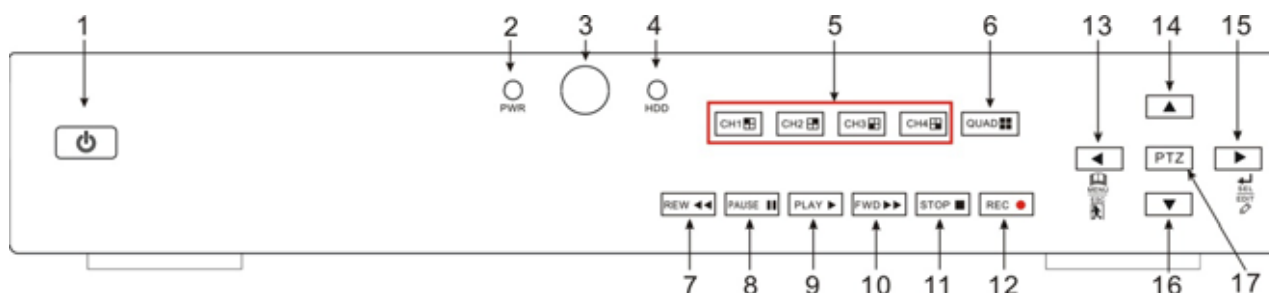 1 2 3 4 5 6 13 14 15
PWR HDD
CH1 CH2 CH3 CH4 QUAD
PTZ
MENU SEL
ESC EDIT
REW PAUSE PLAY FWD STOP REC
7 8 9 10 11 12 16 17